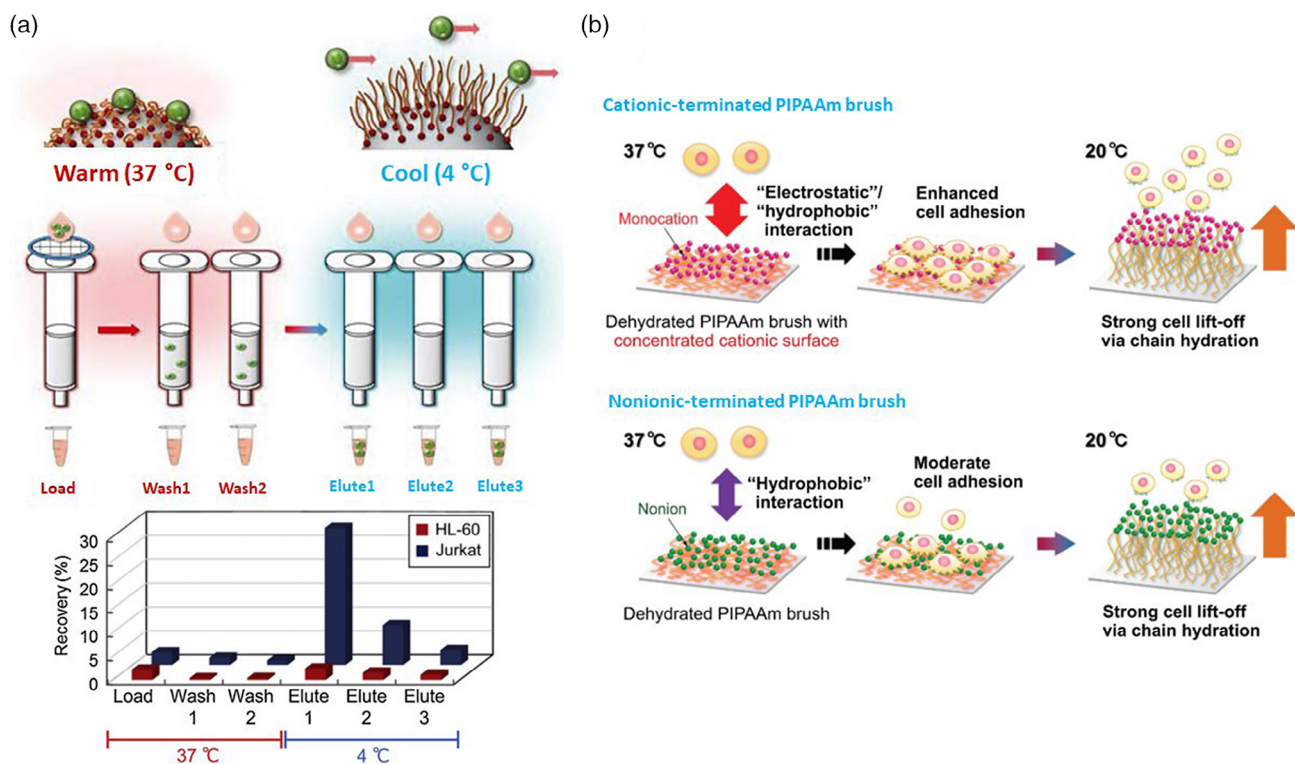 (a)
Warm (37 °C)
Cool (4 °C)
Load
Wash1
Wash2
Elute1
Elute2
Elute3
HL-60
Jurkat
Recovery (%)
30
25
20
15
10
5
0
Load
Wash 1
Wash 2
Elute 1
Elute 2
Elute 3
37 ℃
4 ℃
(b)
Cationic-terminated PIPAAm brush
37 ℃
Monocation
"Electrostatic"/
"hydrophobic"
interaction
Enhanced
cell adhesion
20 ℃
Dehydrated PIPAAm brush with
concentrated cationic surface
Strong cell lift-off
via chain hydration
Nonionic-terminated PIPAAm brush
37 ℃
Nonion
"Hydrophobic"
interaction
Moderate
cell adhesion
20 ℃
Dehydrated PIPAAm brush
Strong cell lift-off
via chain hydration